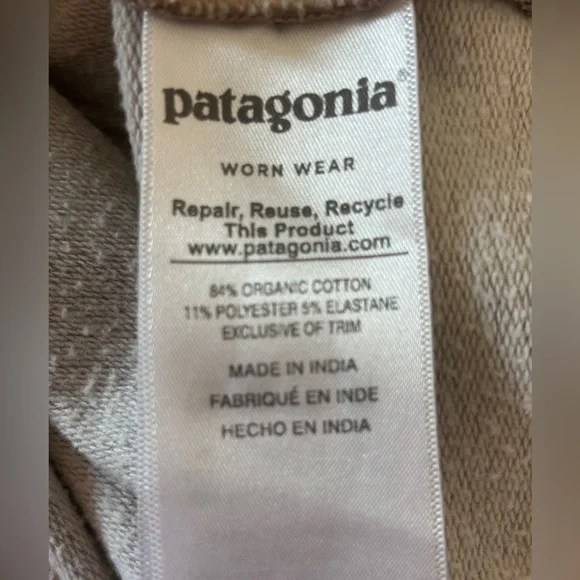 patagonia®
WORN WEAR
Repair, Reuse, Recycle
This Product
www.patagonia.com
84% ORGANIC COTTON
11% POLYESTER 5% ELASTANE
EXCLUSIVE OF TRIM
MADE IN INDIA
FABRIQUÉ EN INDE
HECHO EN INDIA